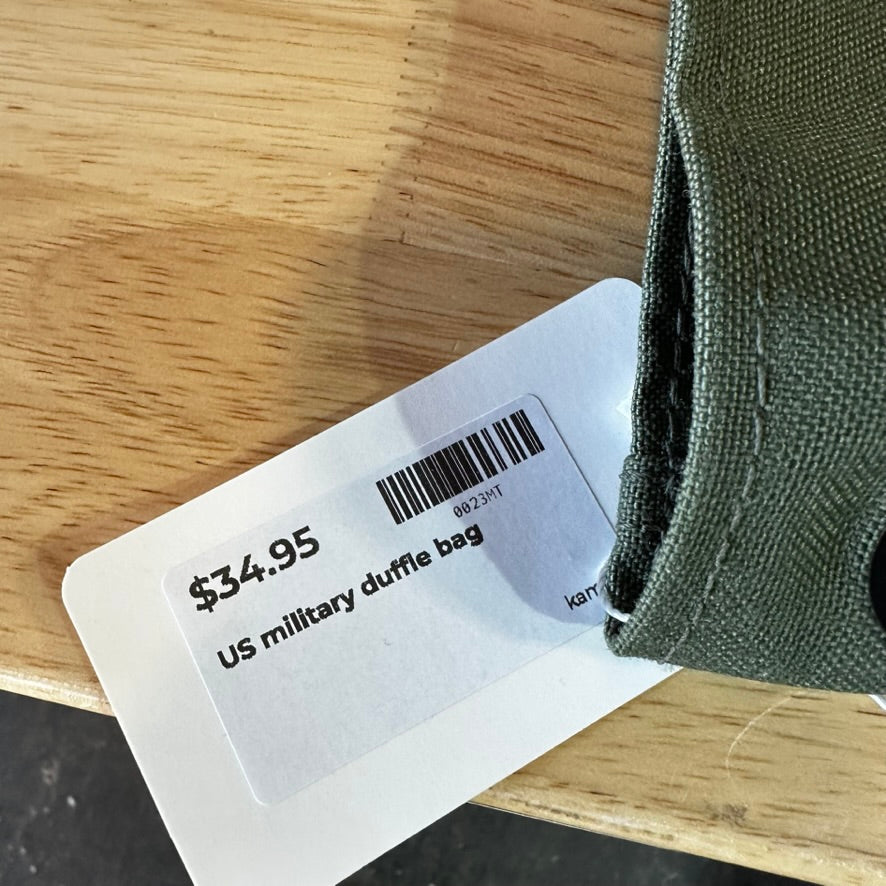 0023MT
$34.95
US military duffle bag